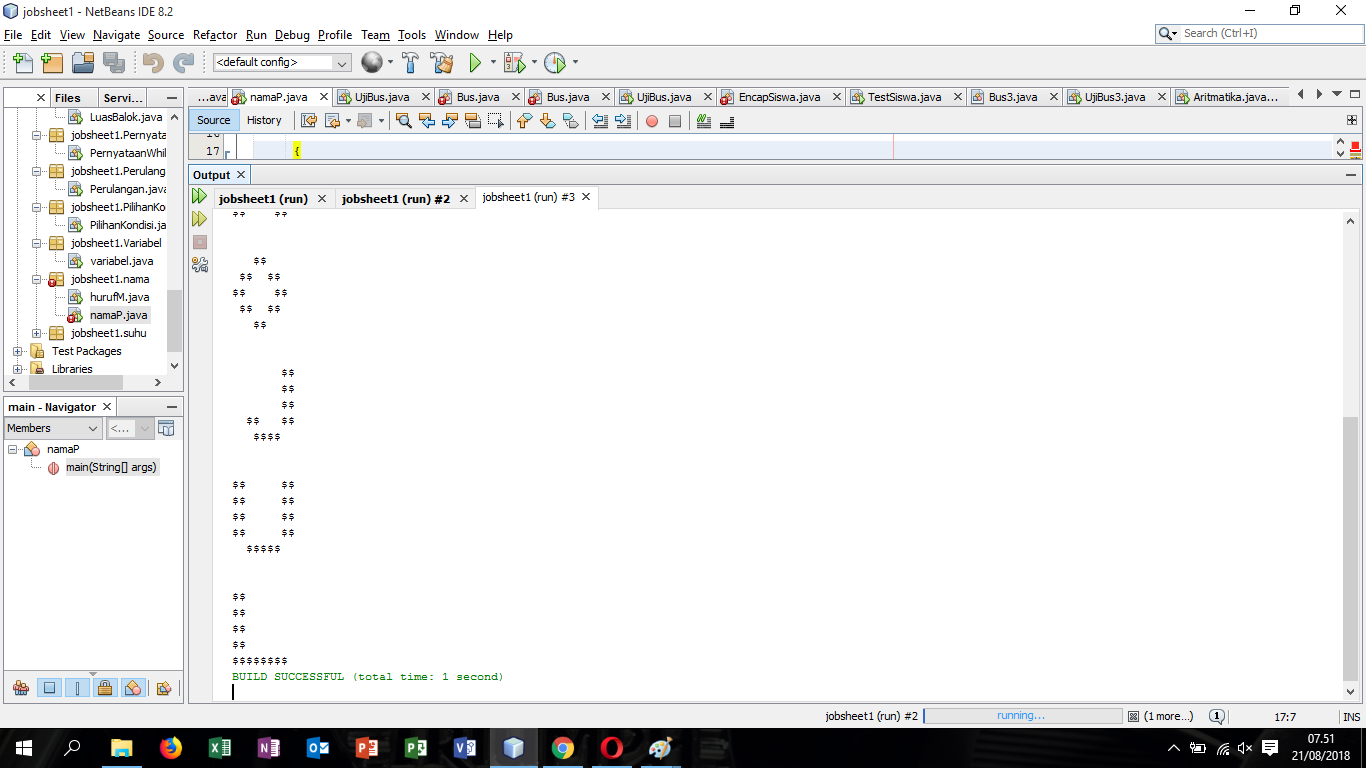 jobsheet1 - NetBeans IDE 8.2
File Edit View Navigate Source Refactor Run Debug Profile Team Tools Window Help
Search (Ctrl+I)
<default config>
Files Servi...
...ava namaP.java UjiBus.java Bus.java Bus.java UjiBus.java EncapSiswa.java TestSiswa.java Bus3.java UjiBus3.java Aritmatika.java...
Source History
16
17 {
LuasBalok.java
jobsheet1.Pernyata
PernyataanWhil
jobsheet1.Perulang
Perulangan.java
jobsheet1.PilihanKo
PilihanKondisi.ja
jobsheet1.Variabel
variabel.java
jobsheet1.nama
hurufM.java
namaP.java
jobsheet1.suhu
Test Packages
Libraries
main - Navigator
Members <...
namaP
main(String[] args)
Output
jobsheet1 (run) jobsheet1 (run) #2 jobsheet1 (run) #3
$$    $$
   $$
 $$  $$
$$    $$
 $$  $$
   $$
       $$
       $$
       $$
  $$   $$
   $$$$
$$     $$
$$     $$
$$     $$
$$     $$
  $$$$$
$$
$$
$$
$$
$$$$$$$$
BUILD SUCCESSFUL (total time: 1 second)
jobsheet1 (run) #2 running... (1 more...) 1 17:7 INS
07.51
21/08/2018